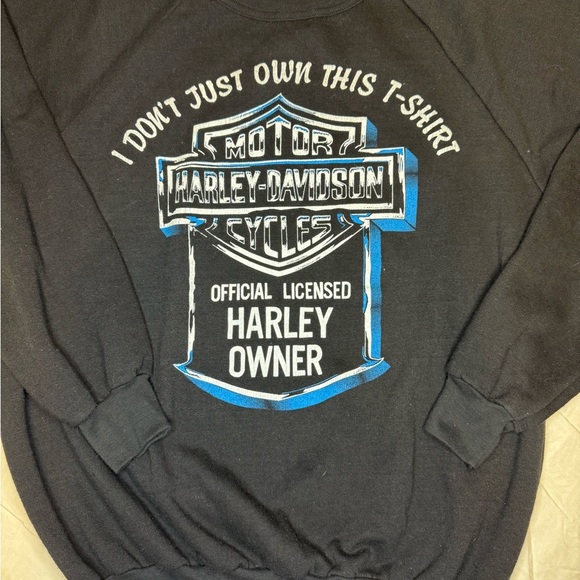 I DON'T JUST OWN THIS T-SHIRT
MOTOR
HARLEY-DAVIDSON
CYCLES
OFFICIAL LICENSED
HARLEY
OWNER